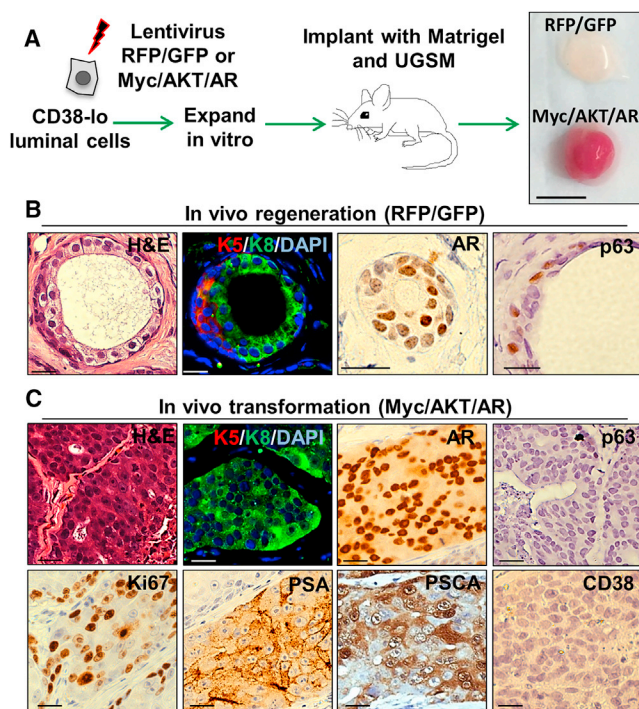 A
Lentivirus
RFP/GFP or
Myc/AKT/AR
CD38-lo
luminal cells
Expand
in vitro
Implant with Matrigel
and UGSM
RFP/GFP
Myc/AKT/AR
B
In vivo regeneration (RFP/GFP)
H&E
K5/K8/DAPI
AR
p63
C
In vivo transformation (Myc/AKT/AR)
H&E
K5/K8/DAPI
AR
p63
Ki67
PSA
PSCA
CD38